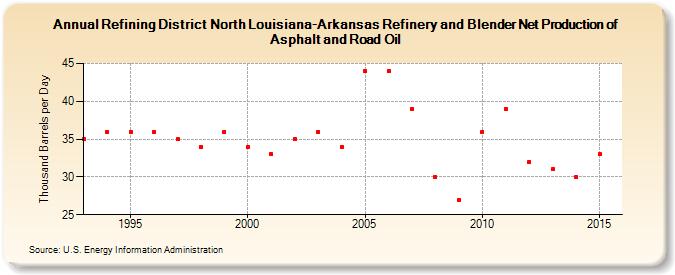 Annual Refining District North Louisiana-Arkansas Refinery and Blender Net Production of
Asphalt and Road Oil
Thousand Barrels per Day
45
40
35
30
25
1995
2000
2005
2010
2015
Source: U.S. Energy Information Administration